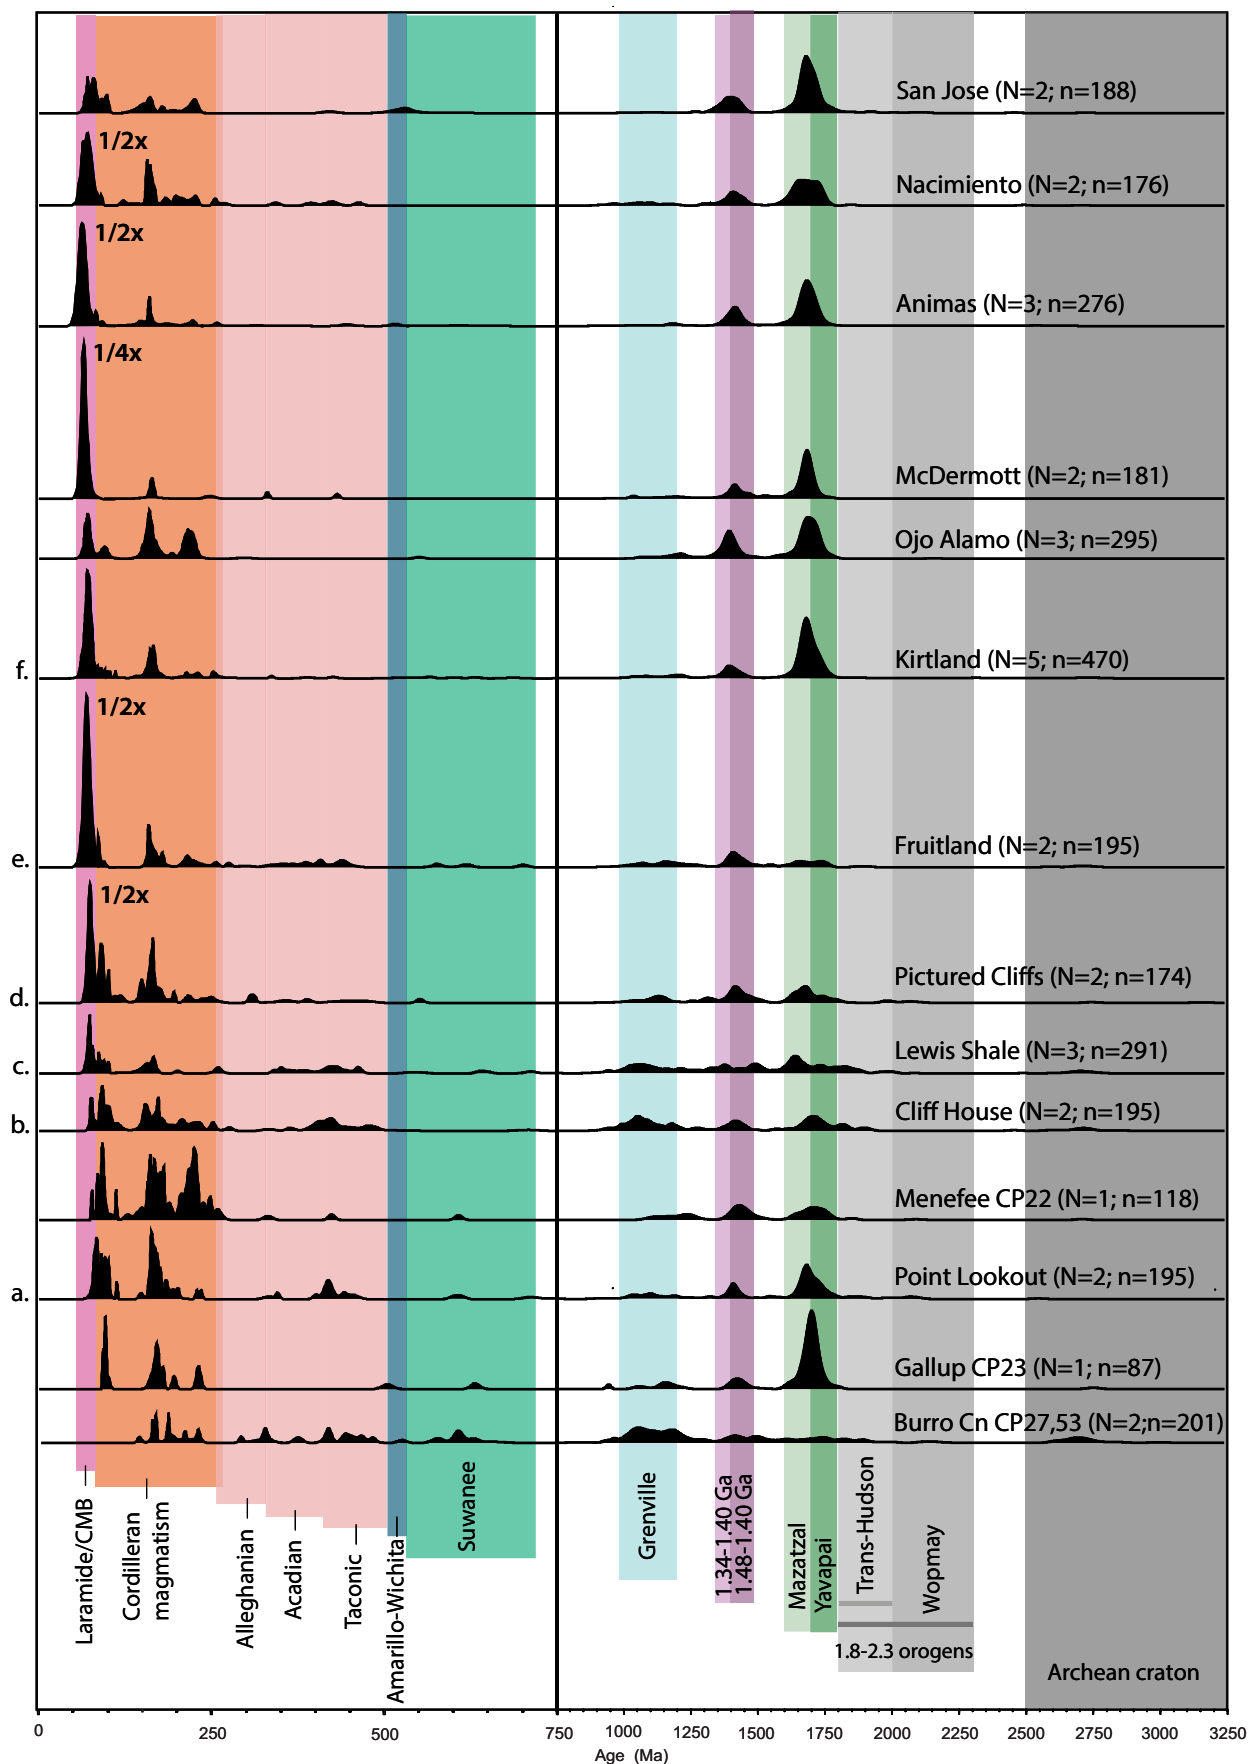 San Jose (N=2; n=188)
1/2x
Nacimiento (N=2; n=176)
1/2x
Animas (N=3; n=276)
1/4x
McDermott (N=2; n=181)
Ojo Alamo (N=3; n=295)
f.
Kirtland (N=5; n=470)
1/2x
e.
Fruitland (N=2; n=195)
1/2x
d.
Pictured Cliffs (N=2; n=174)
c.
Lewis Shale (N=3; n=291)
b.
Cliff House (N=2; n=195)
Menefee CP22 (N=1; n=118)
a.
Point Lookout (N=2; n=195)
Gallup CP23 (N=1; n=87)
Burro Cn CP27,53 (N=2;n=201)
Laramide/CMB
Cordilleran
magmatism
Alleghanian
Acadian
Taconic
Amarillo-Wichita
Suwanee
Grenville
1.34-1.40 Ga
1.48-1.40 Ga
Mazatzal
Yavapai
Trans-Hudson
Wopmay
1.8-2.3 orogens
Archean craton
0 250 500 750 1000 1250 1500 1750 2000 2250 2500 2750 3000 3250
Age (Ma)